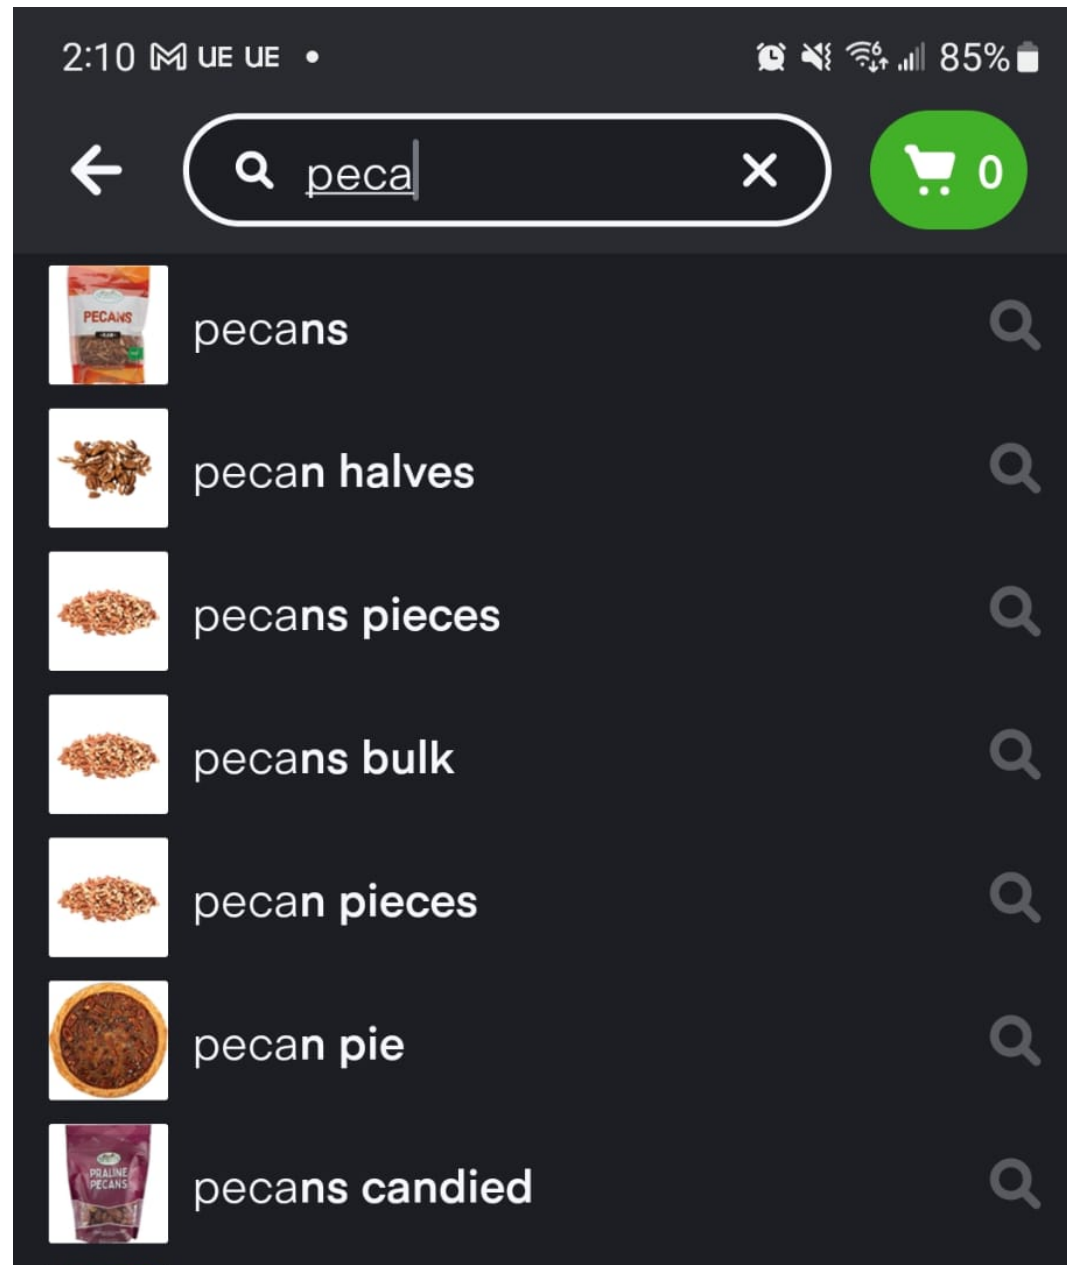 2:10 M UE UE •
85%
peca
0
PECANS
pecans
pecan halves
pecans pieces
pecans bulk
pecan pieces
pecan pie
PRALINE
PECANS
pecans candied